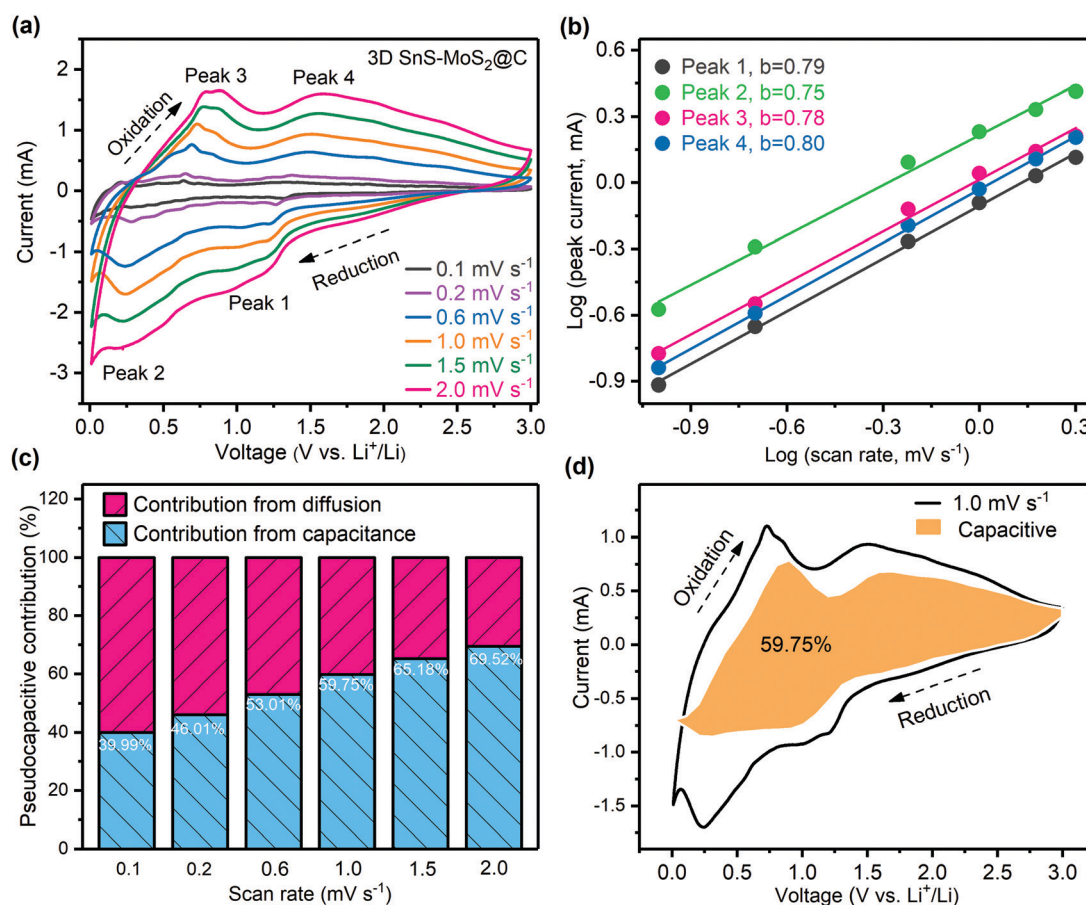 (a)
3D SnS-MoS₂@C
Peak 3
Peak 4
Oxidation
Peak 1
Reduction
Peak 2
0.1 mV s⁻¹
0.2 mV s⁻¹
0.6 mV s⁻¹
1.0 mV s⁻¹
1.5 mV s⁻¹
2.0 mV s⁻¹
2
1
0
-1
-2
-3
Current (mA)
0.0 0.5 1.0 1.5 2.0 2.5 3.0
Voltage (V vs. Li⁺/Li)
(b)
Peak 1, b=0.79
Peak 2, b=0.75
Peak 3, b=0.78
Peak 4, b=0.80
0.6
0.3
0.0
-0.3
-0.6
-0.9
Log (peak current, mA)
-0.9 -0.6 -0.3 0.0 0.3
Log (scan rate, mV s⁻¹)
(c)
Contribution from diffusion
Contribution from capacitance
120
100
80
60
40
20
0
Pseudocapacitive contribution (%)
39.99%
46.01%
53.01%
59.75%
65.18%
69.52%
0.1 0.2 0.6 1.0 1.5 2.0
Scan rate (mV s⁻¹)
(d)
1.0 mV s⁻¹
Capacitive
Oxidation
59.75%
Reduction
1.0
0.5
0.0
-0.5
-1.0
-1.5
Current (mA)
0.0 0.5 1.0 1.5 2.0 2.5 3.0
Voltage (V vs. Li⁺/Li)